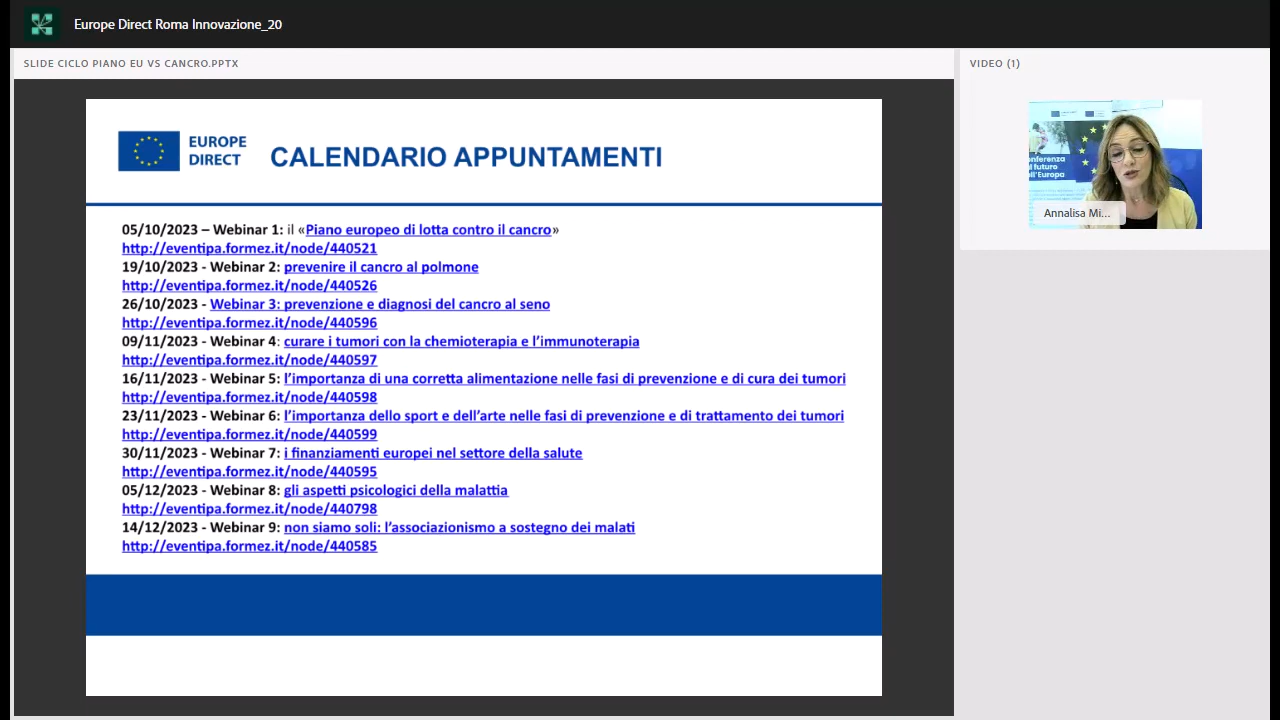 Europe Direct Roma Innovazione_20
SLIDE CICLO PIANO EU VS CANCRO.PPTX
VIDEO (1)
EUROPE
DIRECT
CALENDARIO APPUNTAMENTI
05/10/2023 – Webinar 1: il «Piano europeo di lotta contro il cancro»
http://eventipa.formez.it/node/440521
19/10/2023 - Webinar 2: prevenire il cancro al polmone
http://eventipa.formez.it/node/440526
26/10/2023 - Webinar 3: prevenzione e diagnosi del cancro al seno
http://eventipa.formez.it/node/440596
09/11/2023 - Webinar 4: curare i tumori con la chemioterapia e l’immunoterapia
http://eventipa.formez.it/node/440597
16/11/2023 - Webinar 5: l’importanza di una corretta alimentazione nelle fasi di prevenzione e di cura dei tumori
http://eventipa.formez.it/node/440598
23/11/2023 - Webinar 6: l’importanza dello sport e dell’arte nelle fasi di prevenzione e di trattamento dei tumori
http://eventipa.formez.it/node/440599
30/11/2023 - Webinar 7: i finanziamenti europei nel settore della salute
http://eventipa.formez.it/node/440595
05/12/2023 - Webinar 8: gli aspetti psicologici della malattia
http://eventipa.formez.it/node/440798
14/12/2023 - Webinar 9: non siamo soli: l’associazionismo a sostegno dei malati
http://eventipa.formez.it/node/440585
nferenza
l futuro
ll'Europa
Annalisa Mi...